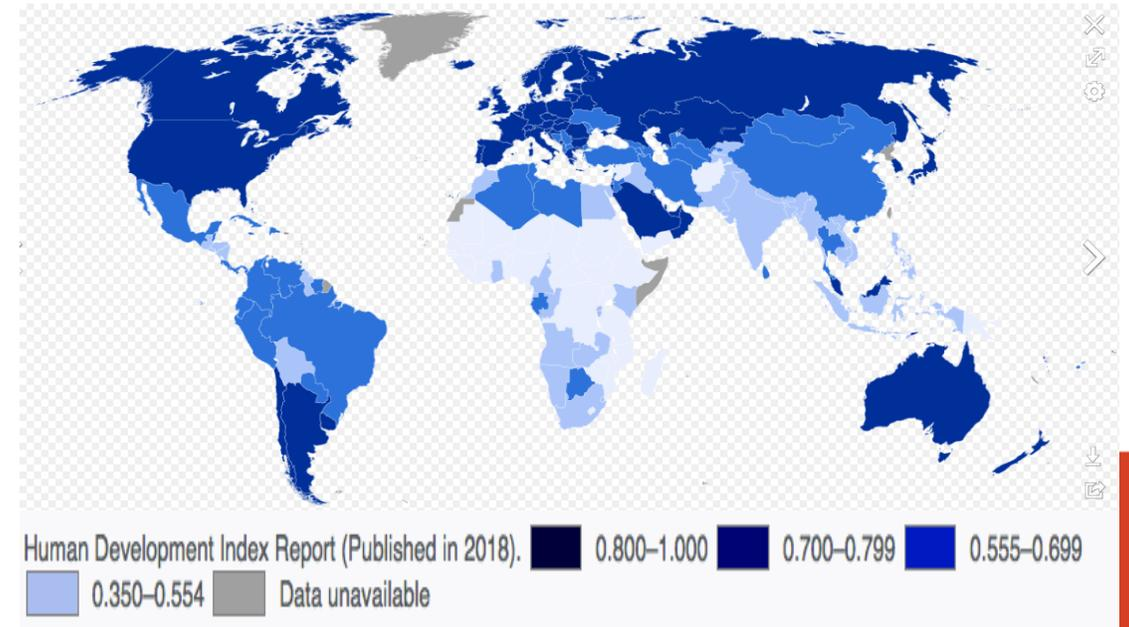 Human Development Index Report (Published in 2018). 0.800–1.000 0.700–0.799 0.555–0.699
0.350–0.554 Data unavailable